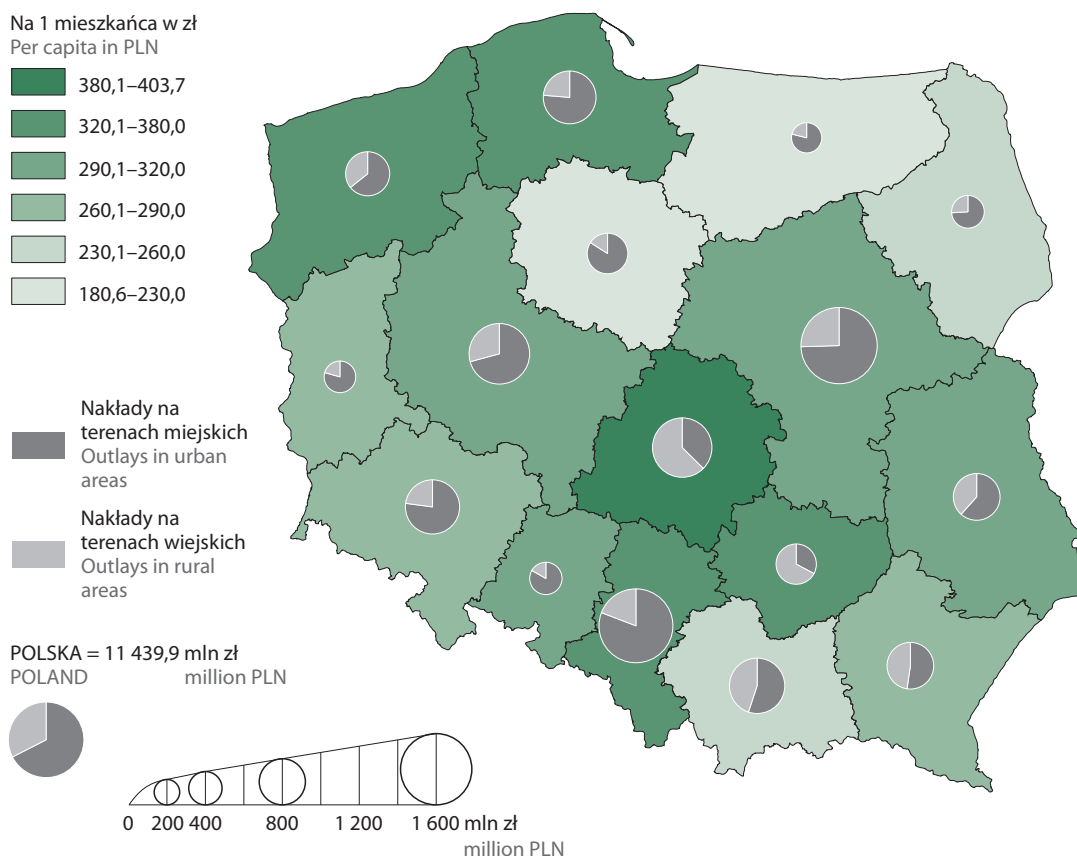 Na 1 mieszkańca w zł
Per capita in PLN
380,1–403,7
320,1–380,0
290,1–320,0
260,1–290,0
230,1–260,0
180,6–230,0
Nakłady na
terenach miejskich
Outlays in urban
areas
Nakłady na
terenach wiejskich
Outlays in rural
areas
POLSKA = 11 439,9 mln zł
POLAND million PLN
0 200 400 800 1 200 1 600 mln zł
million PLN